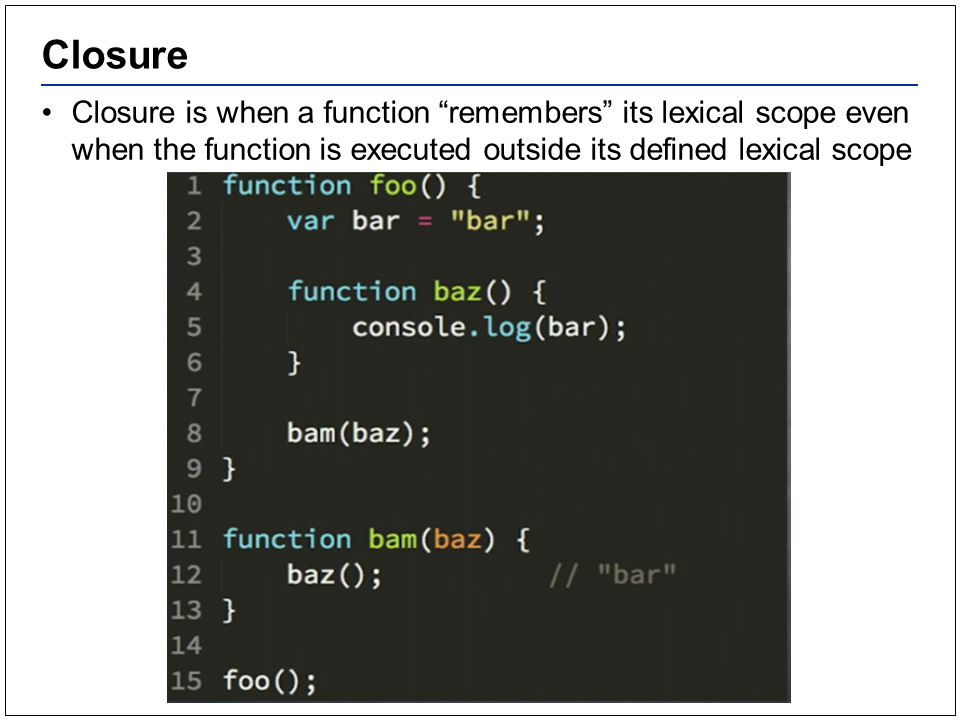 Closure
• Closure is when a function “remembers” its lexical scope even
when the function is executed outside its defined lexical scope
1 function foo() {
2     var bar = "bar";
3
4     function baz() {
5         console.log(bar);
6     }
7
8     bam(baz);
9 }
10
11 function bam(baz) {
12     baz();          // "bar"
13 }
14
15 foo();